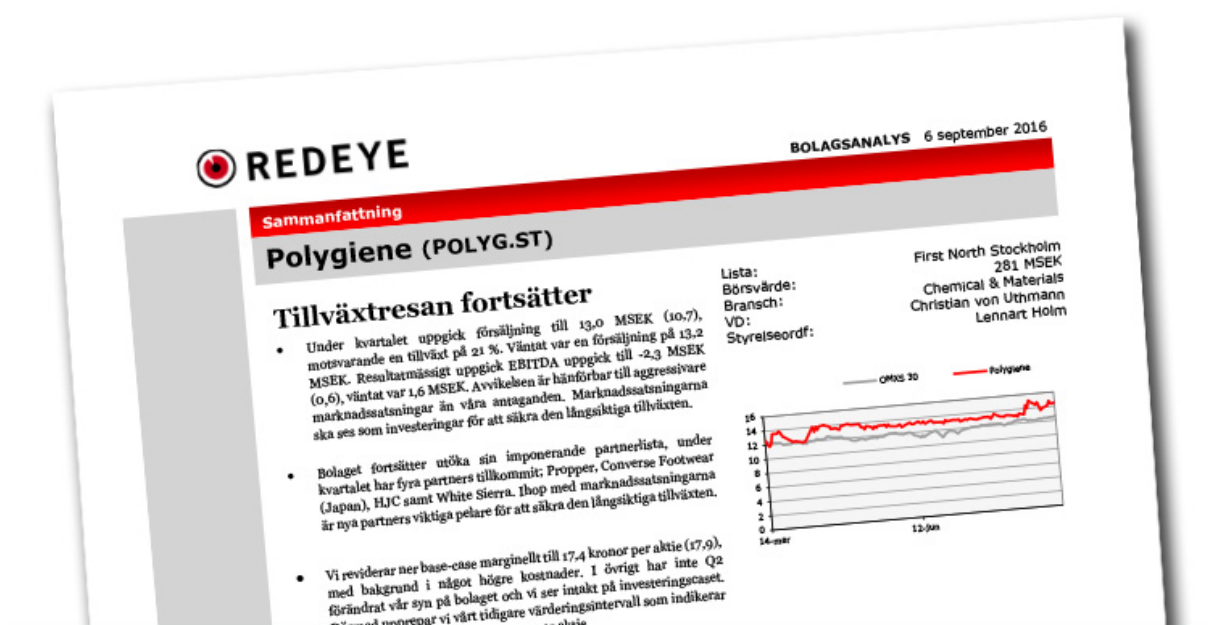 REDEYE
BOLAGSANALYS 6 september 2016
Sammanfattning
Polygiene (POLYG.ST)
Tillväxtresan fortsätter
• Under kvartalet uppgick försäljning till 13,0 MSEK (10,7),
motsvarande en tillväxt på 21 %. Väntat var en försäljning på 13,2
MSEK. Resultatmässigt uppgick EBITDA uppgick till -2,3 MSEK
(0,6), väntat var 1,6 MSEK. Avvikelsen är hänförbar till aggressivare
marknadssatsningar än våra antaganden. Marknadssatsningarna
ska ses som investeringar för att säkra den långsiktiga tillväxten.
• Bolaget fortsätter utöka sin imponerande partnerlista, under
kvartalet har fyra partners tillkommit; Propper, Converse Footwear
(Japan), HJC samt White Sierra. Ihop med marknadssatsningarna
är nya partners viktiga pelare för att säkra den långsiktiga tillväxten.
• Vi reviderar ner base-case marginellt till 17,4 kronor per aktie (17,9),
med bakgrund i något högre kostnader. I övrigt har inte Q2
förändrat vår syn på bolaget och vi ser intakt på investeringscaset.
upprepar vi vårt tidigare värderingsintervall som indikerar
aktie
Lista: First North Stockholm
Börsvärde: 281 MSEK
Bransch: Chemical & Materials
VD: Christian von Uthmann
Styrelseordf: Lennart Holm
OMXS 30 Polygiene
16
14
12
10
8
6
4
2
0
14-mar 12-jun